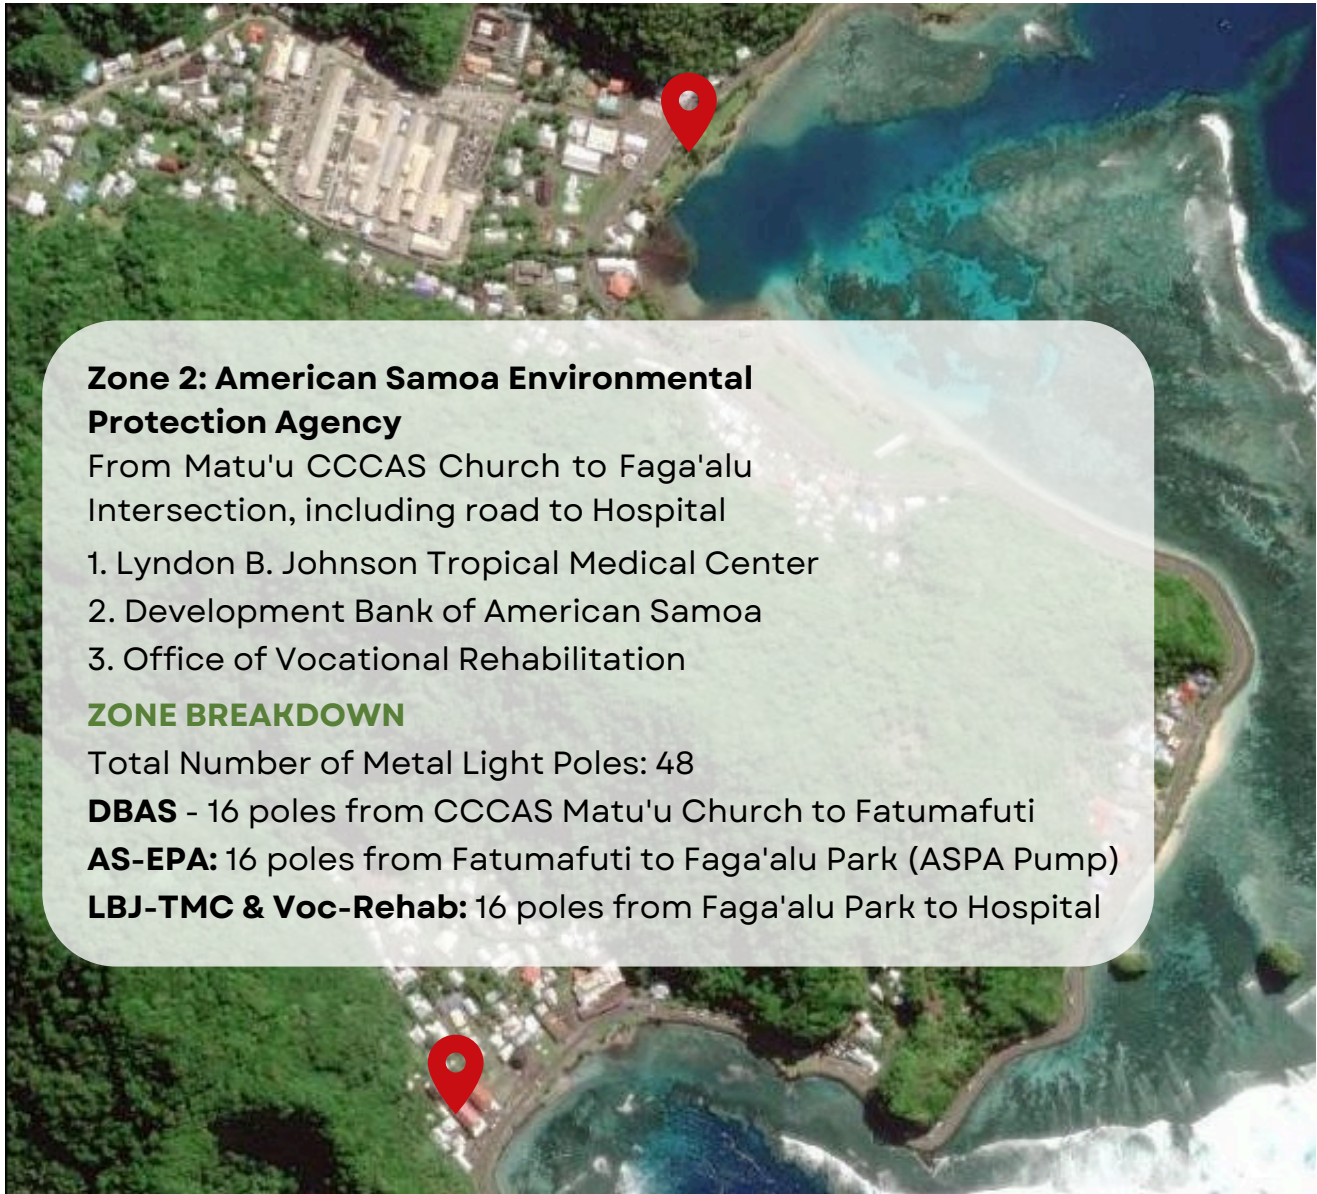 Zone 2: American Samoa Environmental
Protection Agency
From Matu'u CCCAS Church to Faga'alu
Intersection, including road to Hospital
1. Lyndon B. Johnson Tropical Medical Center
2. Development Bank of American Samoa
3. Office of Vocational Rehabilitation
ZONE BREAKDOWN
Total Number of Metal Light Poles: 48
DBAS - 16 poles from CCCAS Matu'u Church to Fatumafuti
AS-EPA: 16 poles from Fatumafuti to Faga'alu Park (ASPA Pump)
LBJ-TMC & Voc-Rehab: 16 poles from Faga'alu Park to Hospital